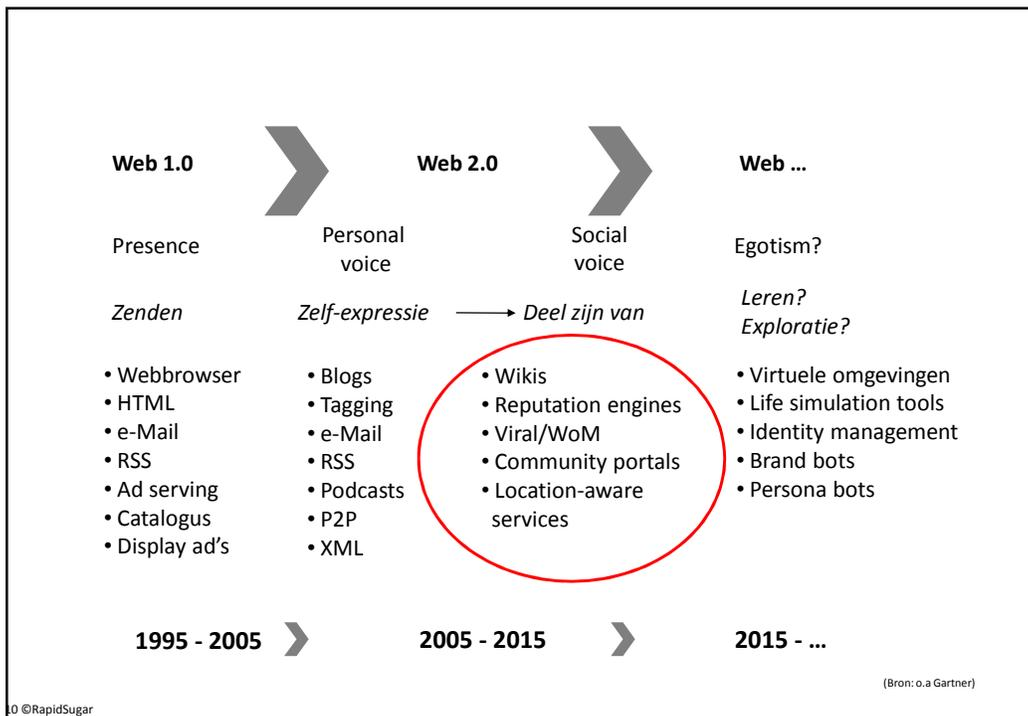 Web 1.0
Web 2.0
Web ...
Presence
Personal
voice
Social
voice
Egotism?
Zenden
Zelf-expressie
Deel zijn van
Leren?
Exploratie?
• Webbrowser
• HTML
• e-Mail
• RSS
• Ad serving
• Catalogus
• Display ad's
• Blogs
• Tagging
• e-Mail
• RSS
• Podcasts
• P2P
• XML
• Wikis
• Reputation engines
• Viral/WoM
• Community portals
• Location-aware
services
• Virtuele omgevingen
• Life simulation tools
• Identity management
• Brand bots
• Persona bots
1995 - 2005
2005 - 2015
2015 - ...
(Bron: o.a Gartner)
10 ©RapidSugar